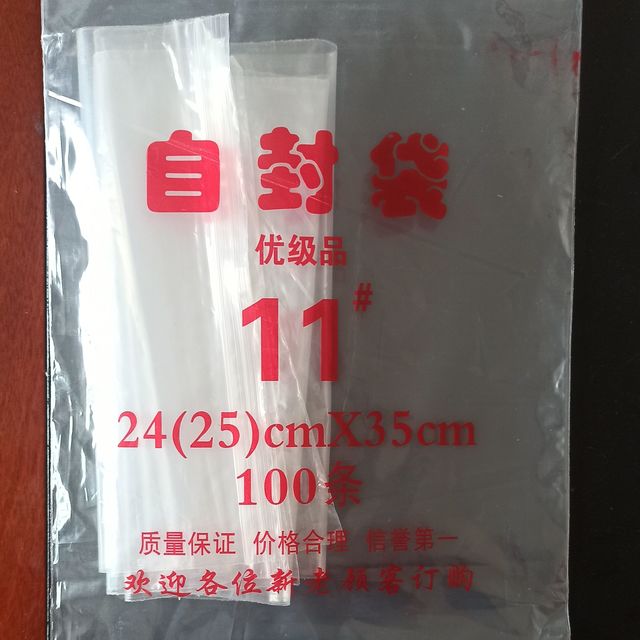 自封袋
优级品
11#
24(25)cmX35cm
100条
质量保证 价格合理 信誉第一
欢迎各位新老顾客订购